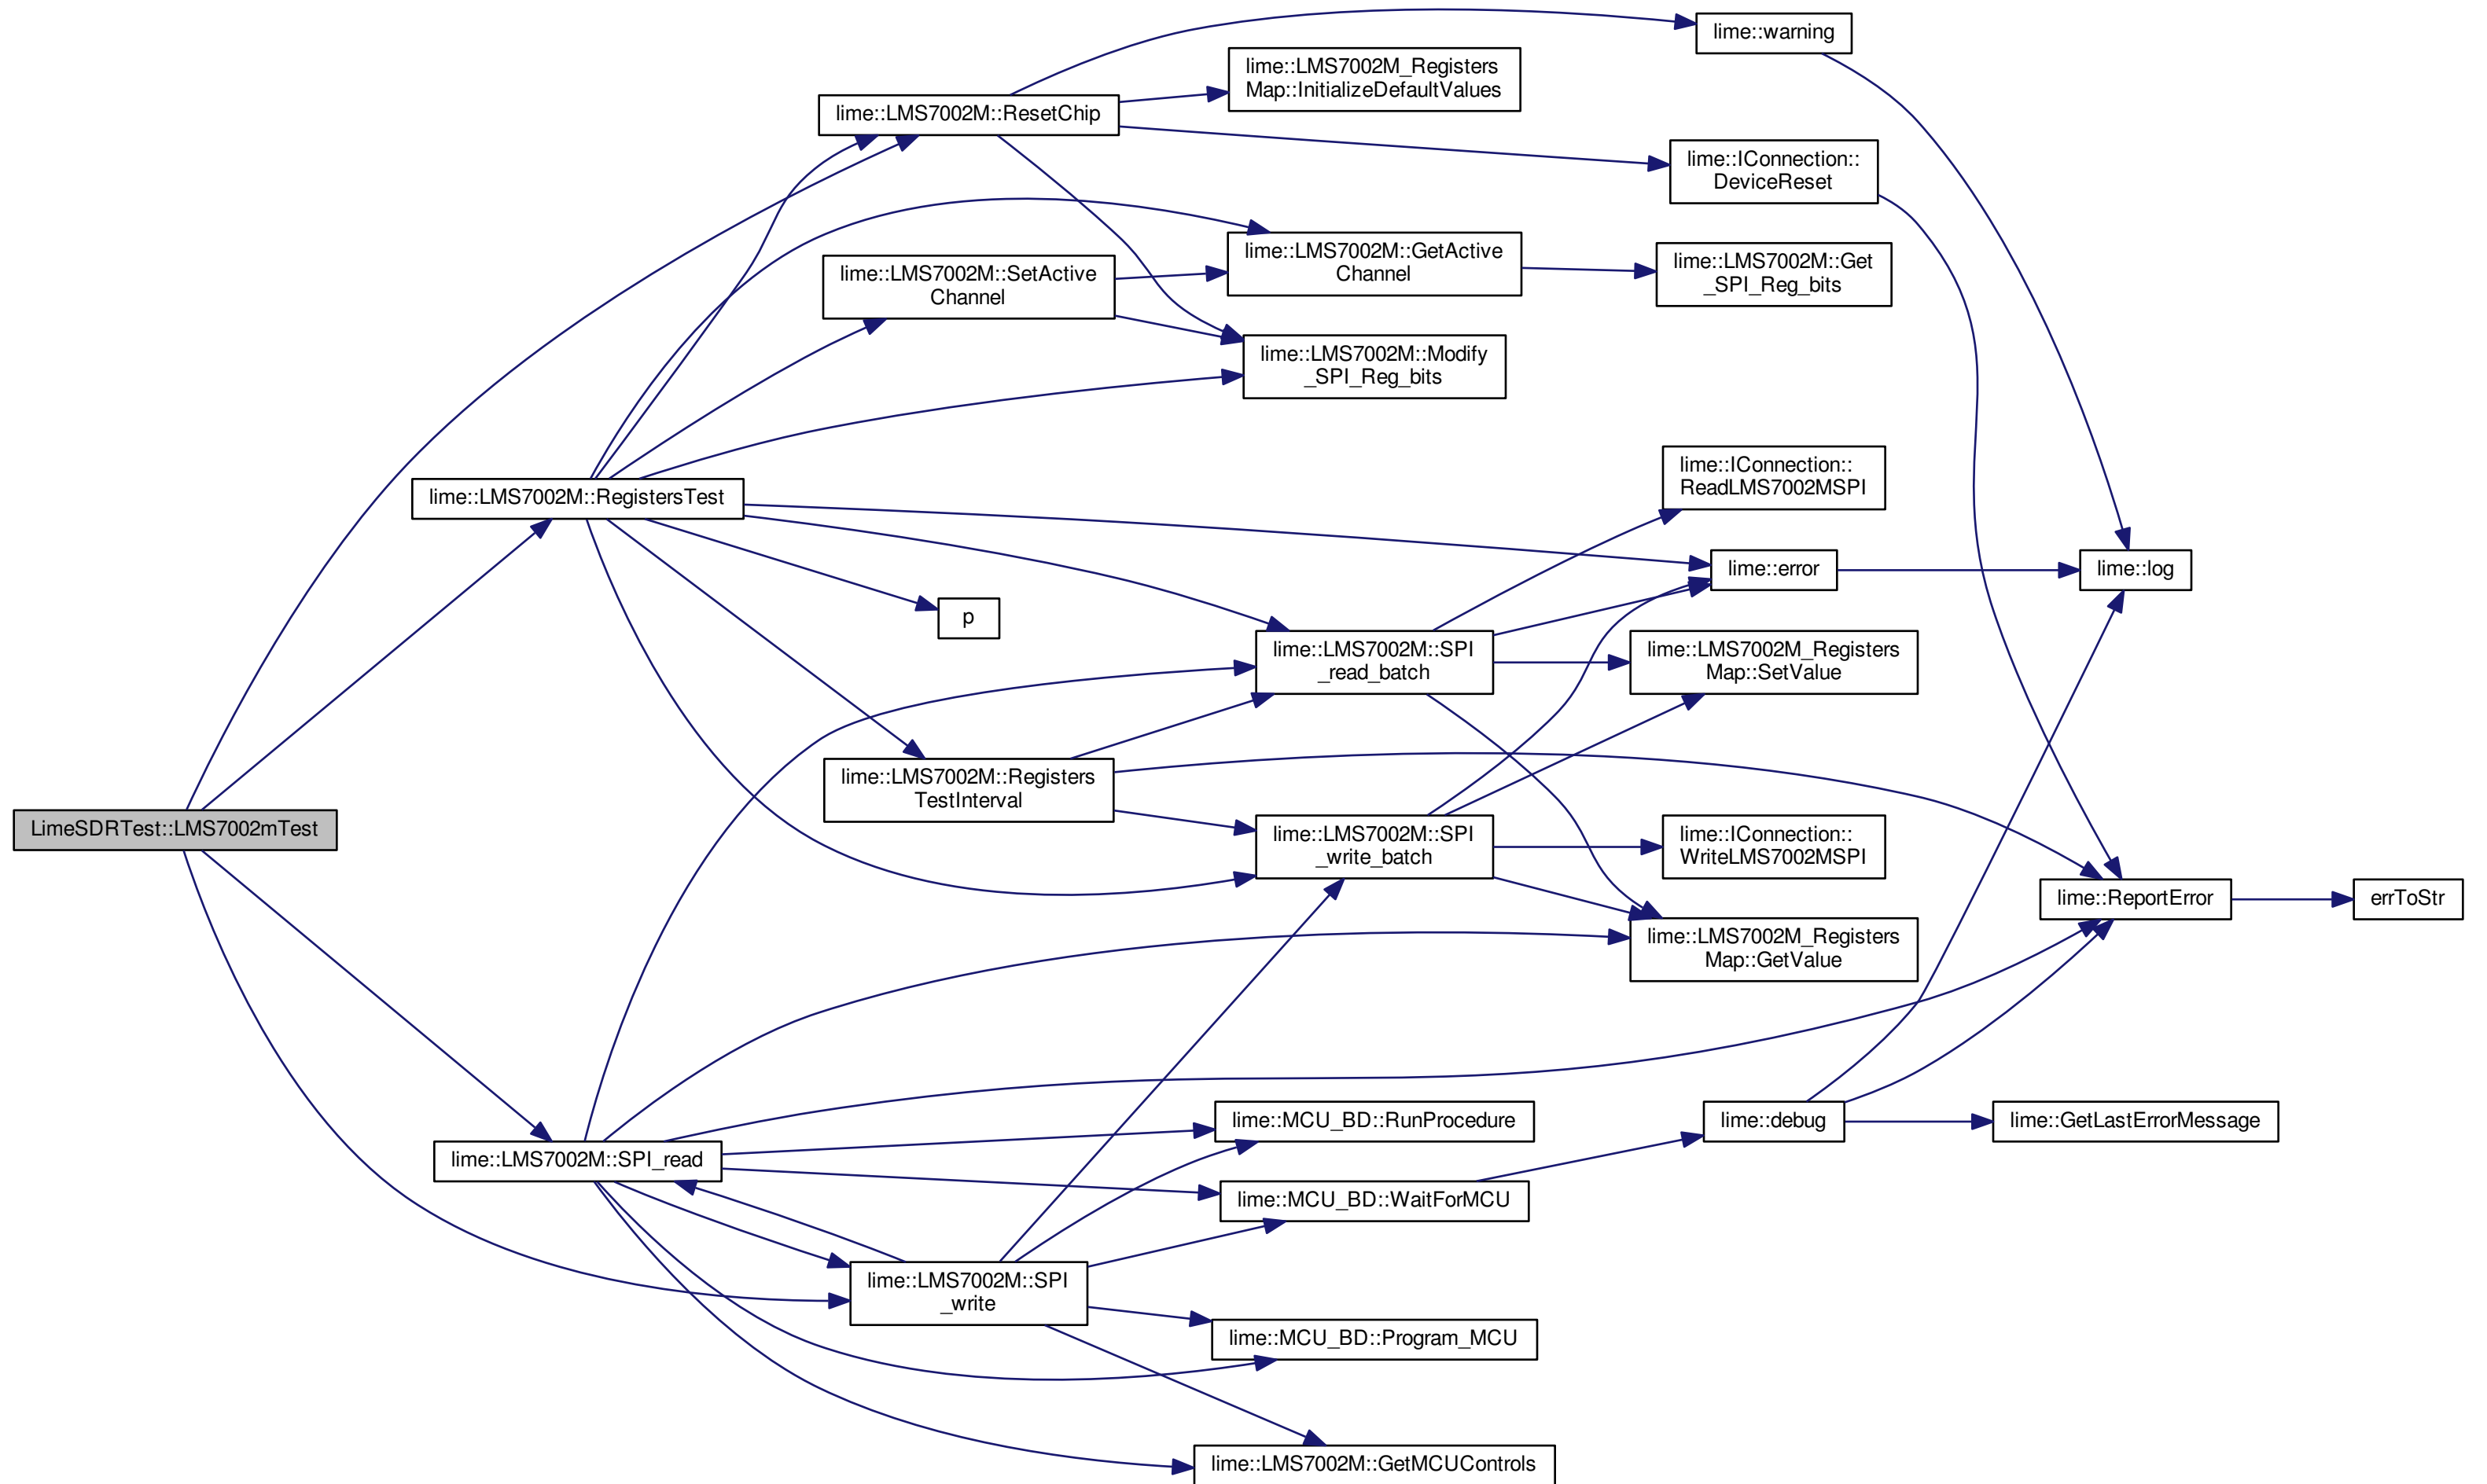 lime::warning
lime::LMS7002M_Registers
Map::InitializeDefaultValues
lime::LMS7002M::ResetChip
lime::IConnection::
DeviceReset
lime::LMS7002M::GetActive
Channel
lime::LMS7002M::Get
_SPI_Reg_bits
lime::LMS7002M::SetActive
Channel
lime::LMS7002M::Modify
_SPI_Reg_bits
lime::IConnection::
ReadLMS7002MSPI
lime::LMS7002M::RegistersTest
lime::error
lime::log
p
lime::LMS7002M::SPI
_read_batch
lime::LMS7002M_Registers
Map::SetValue
lime::LMS7002M::Registers
TestInterval
LimeSDRTest::LMS7002mTest
lime::LMS7002M::SPI
_write_batch
lime::IConnection::
WriteLMS7002MSPI
lime::ReportError
errToStr
lime::LMS7002M_Registers
Map::GetValue
lime::MCU_BD::RunProcedure
lime::debug
lime::GetLastErrorMessage
lime::LMS7002M::SPI_read
lime::MCU_BD::WaitForMCU
lime::LMS7002M::SPI
_write
lime::MCU_BD::Program_MCU
lime::LMS7002M::GetMCUControls